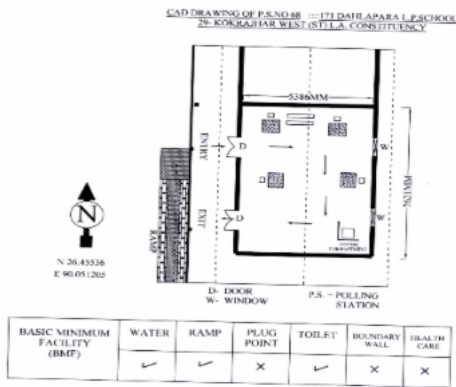 CAD DRAWING OF P.S.NO 68 ::::171 DAHLAPARA L.P.SCHOOL
29- KOKRAJHAR WEST (ST) L.A. CONSTITUENCY
5386MM
ENTRY
D
W
EXIT
D
W
RAMP
N
VOTING
COMPARTMENT
N 26.45536
E 90.051205
D- DOOR
W- WINDOW
P.S. - POLLING
STATION
BASIC MINIMUM FACILITY (BMF) WATER RAMP PLUG POINT TOILET BOUNDARY WALL HEALTH CARE
✓ ✓ × ✓ × ×